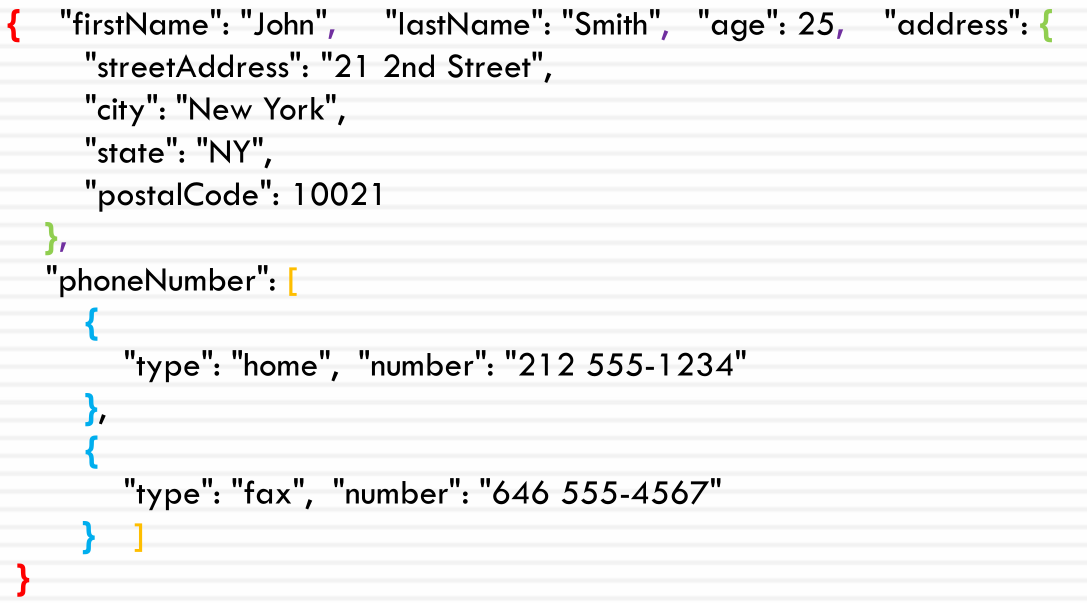 { "firstName": "John", "lastName": "Smith", "age": 25, "address": {
"streetAddress": "21 2nd Street",
"city": "New York",
"state": "NY",
"postalCode": 10021
},
"phoneNumber": [
{
"type": "home", "number": "212 555-1234"
},
{
"type": "fax", "number": "646 555-4567"
} ]
}